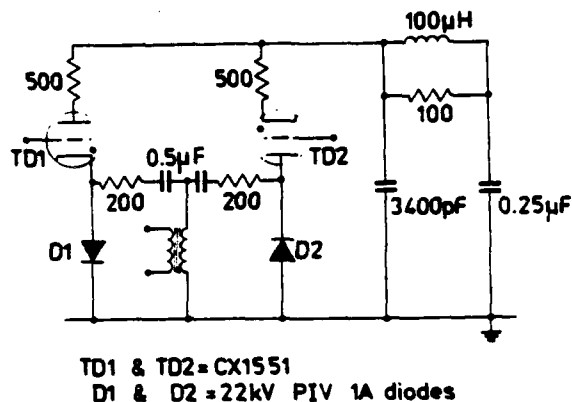 100µH
500
500
100
TD1
0.5µF
TD2
200
200
3400pF
0.25µF
D1
D2
TD1 & TD2=CX1551
D1 & D2=22kV PIV 1A diodes